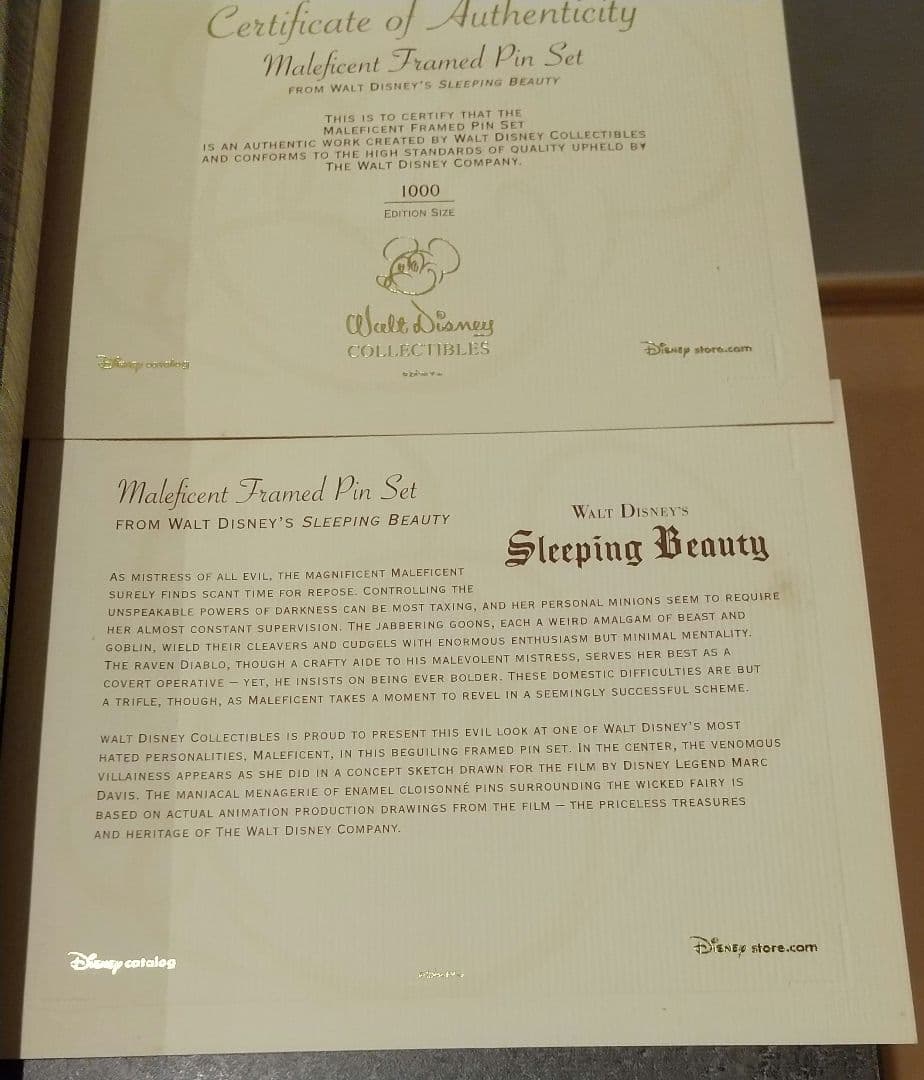 Certificate of Authenticity
Maleficent Framed Pin Set
FROM WALT DISNEY'S SLEEPING BEAUTY
THIS IS TO CERTIFY THAT THE
MALEFICENT FRAMED PIN SET
IS AN AUTHENTIC WORK CREATED BY WALT DISNEY COLLECTIBLES
AND CONFORMS TO THE HIGH STANDARDS OF QUALITY UPHELD BY
THE WALT DISNEY COMPANY.
1000
EDITION SIZE
Walt Disney
COLLECTIBLES
Disney catalog
Disney store.com
©Disney
Maleficent Framed Pin Set
FROM WALT DISNEY'S SLEEPING BEAUTY
WALT DISNEY'S
Sleeping Beauty
AS MISTRESS OF ALL EVIL, THE MAGNIFICENT MALEFICENT
SURELY FINDS SCANT TIME FOR REPOSE. CONTROLLING THE
UNSPEAKABLE POWERS OF DARKNESS CAN BE MOST TAXING, AND HER PERSONAL MINIONS SEEM TO REQUIRE
HER ALMOST CONSTANT SUPERVISION. THE JABBERING GOONS, EACH A WEIRD AMALGAM OF BEAST AND
GOBLIN, WIELD THEIR CLEAVERS AND CUDGELS WITH ENORMOUS ENTHUSIASM BUT MINIMAL MENTALITY.
THE RAVEN DIABLO, THOUGH A CRAFTY AIDE TO HIS MALEVOLENT MISTRESS, SERVES HER BEST AS A
COVERT OPERATIVE — YET, HE INSISTS ON BEING EVER BOLDER. THESE DOMESTIC DIFFICULTIES ARE BUT
A TRIFLE, THOUGH, AS MALEFICENT TAKES A MOMENT TO REVEL IN A SEEMINGLY SUCCESSFUL SCHEME.
WALT DISNEY COLLECTIBLES IS PROUD TO PRESENT THIS EVIL LOOK AT ONE OF WALT DISNEY'S MOST
HATED PERSONALITIES, MALEFICENT, IN THIS BEGUILING FRAMED PIN SET. IN THE CENTER, THE VENOMOUS
VILLAINESS APPEARS AS SHE DID IN A CONCEPT SKETCH DRAWN FOR THE FILM BY DISNEY LEGEND MARC
DAVIS. THE MANIACAL MENAGERIE OF ENAMEL CLOISONNÉ PINS SURROUNDING THE WICKED FAIRY IS
BASED ON ACTUAL ANIMATION PRODUCTION DRAWINGS FROM THE FILM — THE PRICELESS TREASURES
AND HERITAGE OF THE WALT DISNEY COMPANY.
Disney catalog
Disney store.com